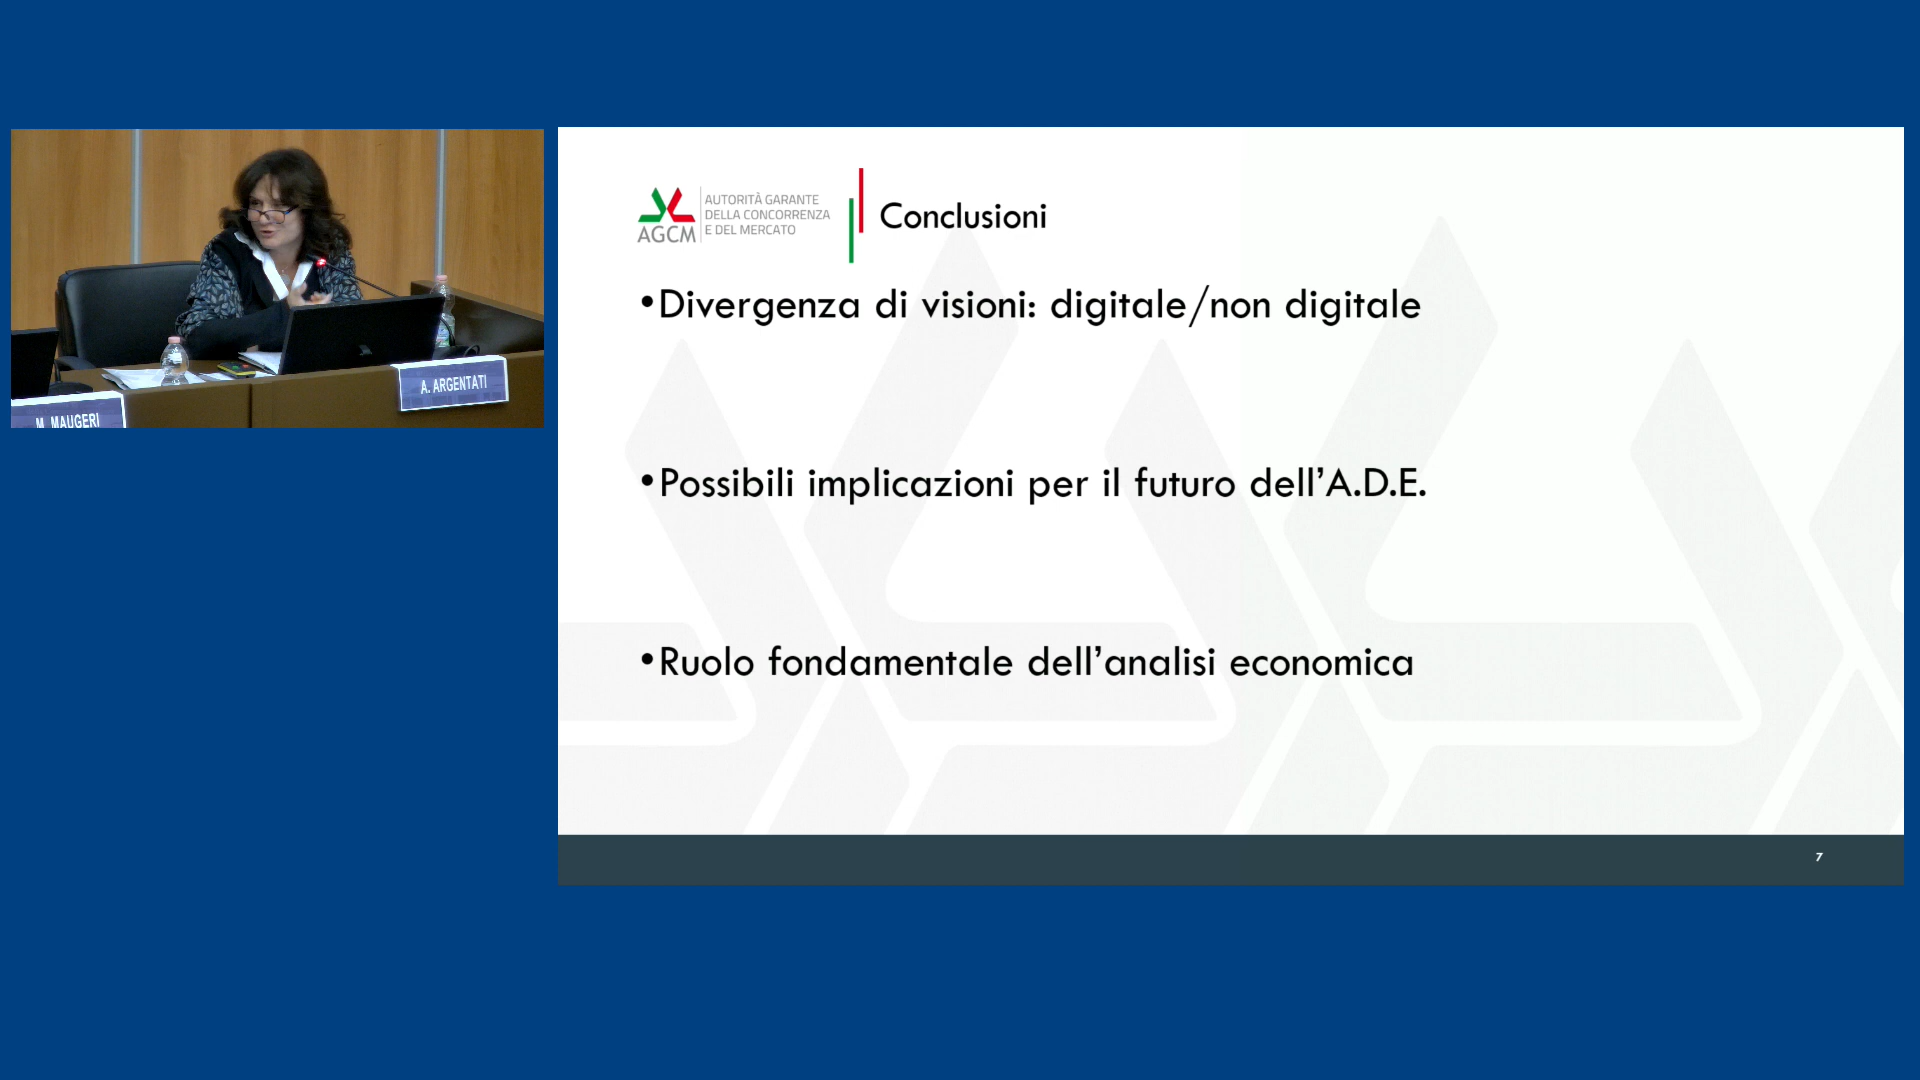 M. MAUGERI
A. ARGENTATI
AGCM
AUTORITÀ GARANTE
DELLA CONCORRENZA
E DEL MERCATO
Conclusioni
•Divergenza di visioni: digitale/non digitale
•Possibili implicazioni per il futuro dell’A.D.E.
•Ruolo fondamentale dell’analisi economica
7